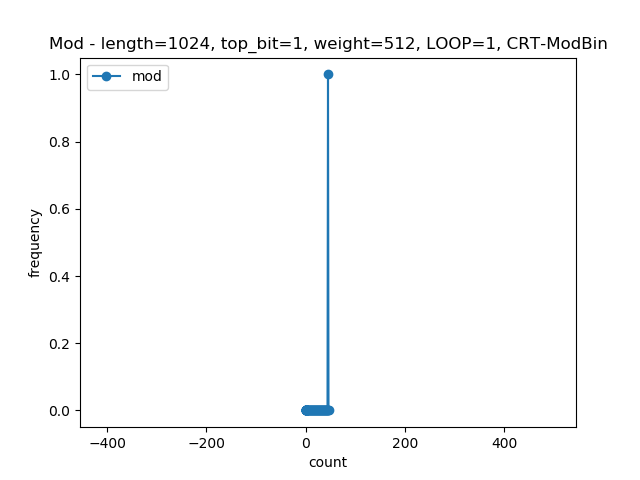 Mod - length=1024, top_bit=1, weight=512, LOOP=1, CRT-ModBin
mod
1.0
0.8
0.6
0.4
0.2
0.0
frequency
−400 −200 0 200 400
count